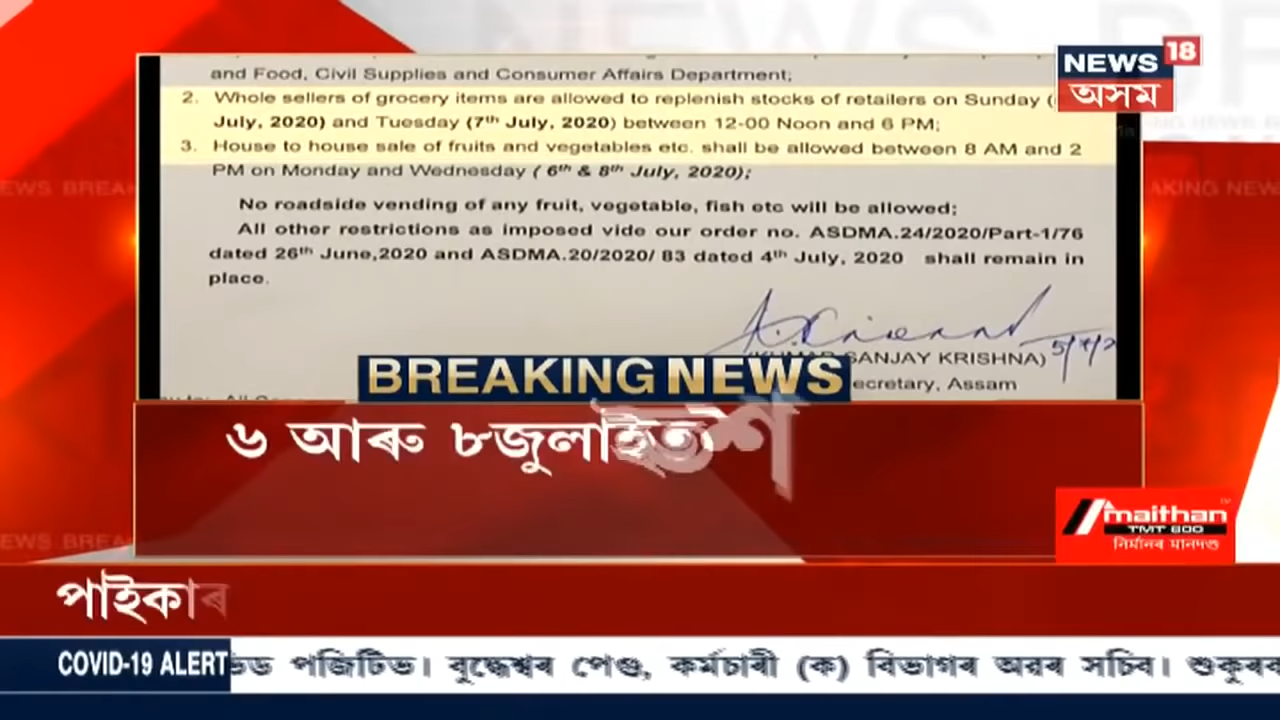 and Food, Civil Supplies and Consumer Affairs Department;
2. Whole sellers of grocery items are allowed to replenish stocks of retailers on Sunday (
July, 2020) and Tuesday (7th July, 2020) between 12-00 Noon and 6 PM;
3. House to house sale of fruits and vegetables etc. shall be allowed between 8 AM and 2
PM on Monday and Wednesday ( 6th & 8th July, 2020);
No roadside vending of any fruit, vegetable, fish etc will be allowed;
All other restrictions as imposed vide our order no. ASDMA.24/2020/Part-1/76
dated 26th June,2020 and ASDMA.20/2020/ 83 dated 4th July, 2020 shall remain in
place.
SANJAY KRISHNA)
Assam
NEWS 18
অসম
BREAKING NEWS
৬ আৰু ৮জুলাইত
maithan
TMT 600
নিৰ্মানৰ মানদণ্ড
পাইকাৰ
COVID-19 ALERT
পজিটিভ। বুদ্ধেশ্বৰ পেগু, কৰ্মচাৰী (ক) বিভাগৰ অৱৰ সচিব।